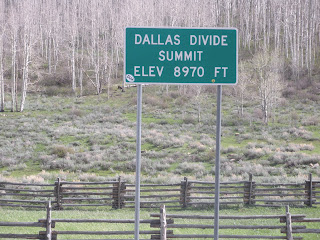 DALLAS DIVIDE
SUMMIT
ELEV 8970 FT